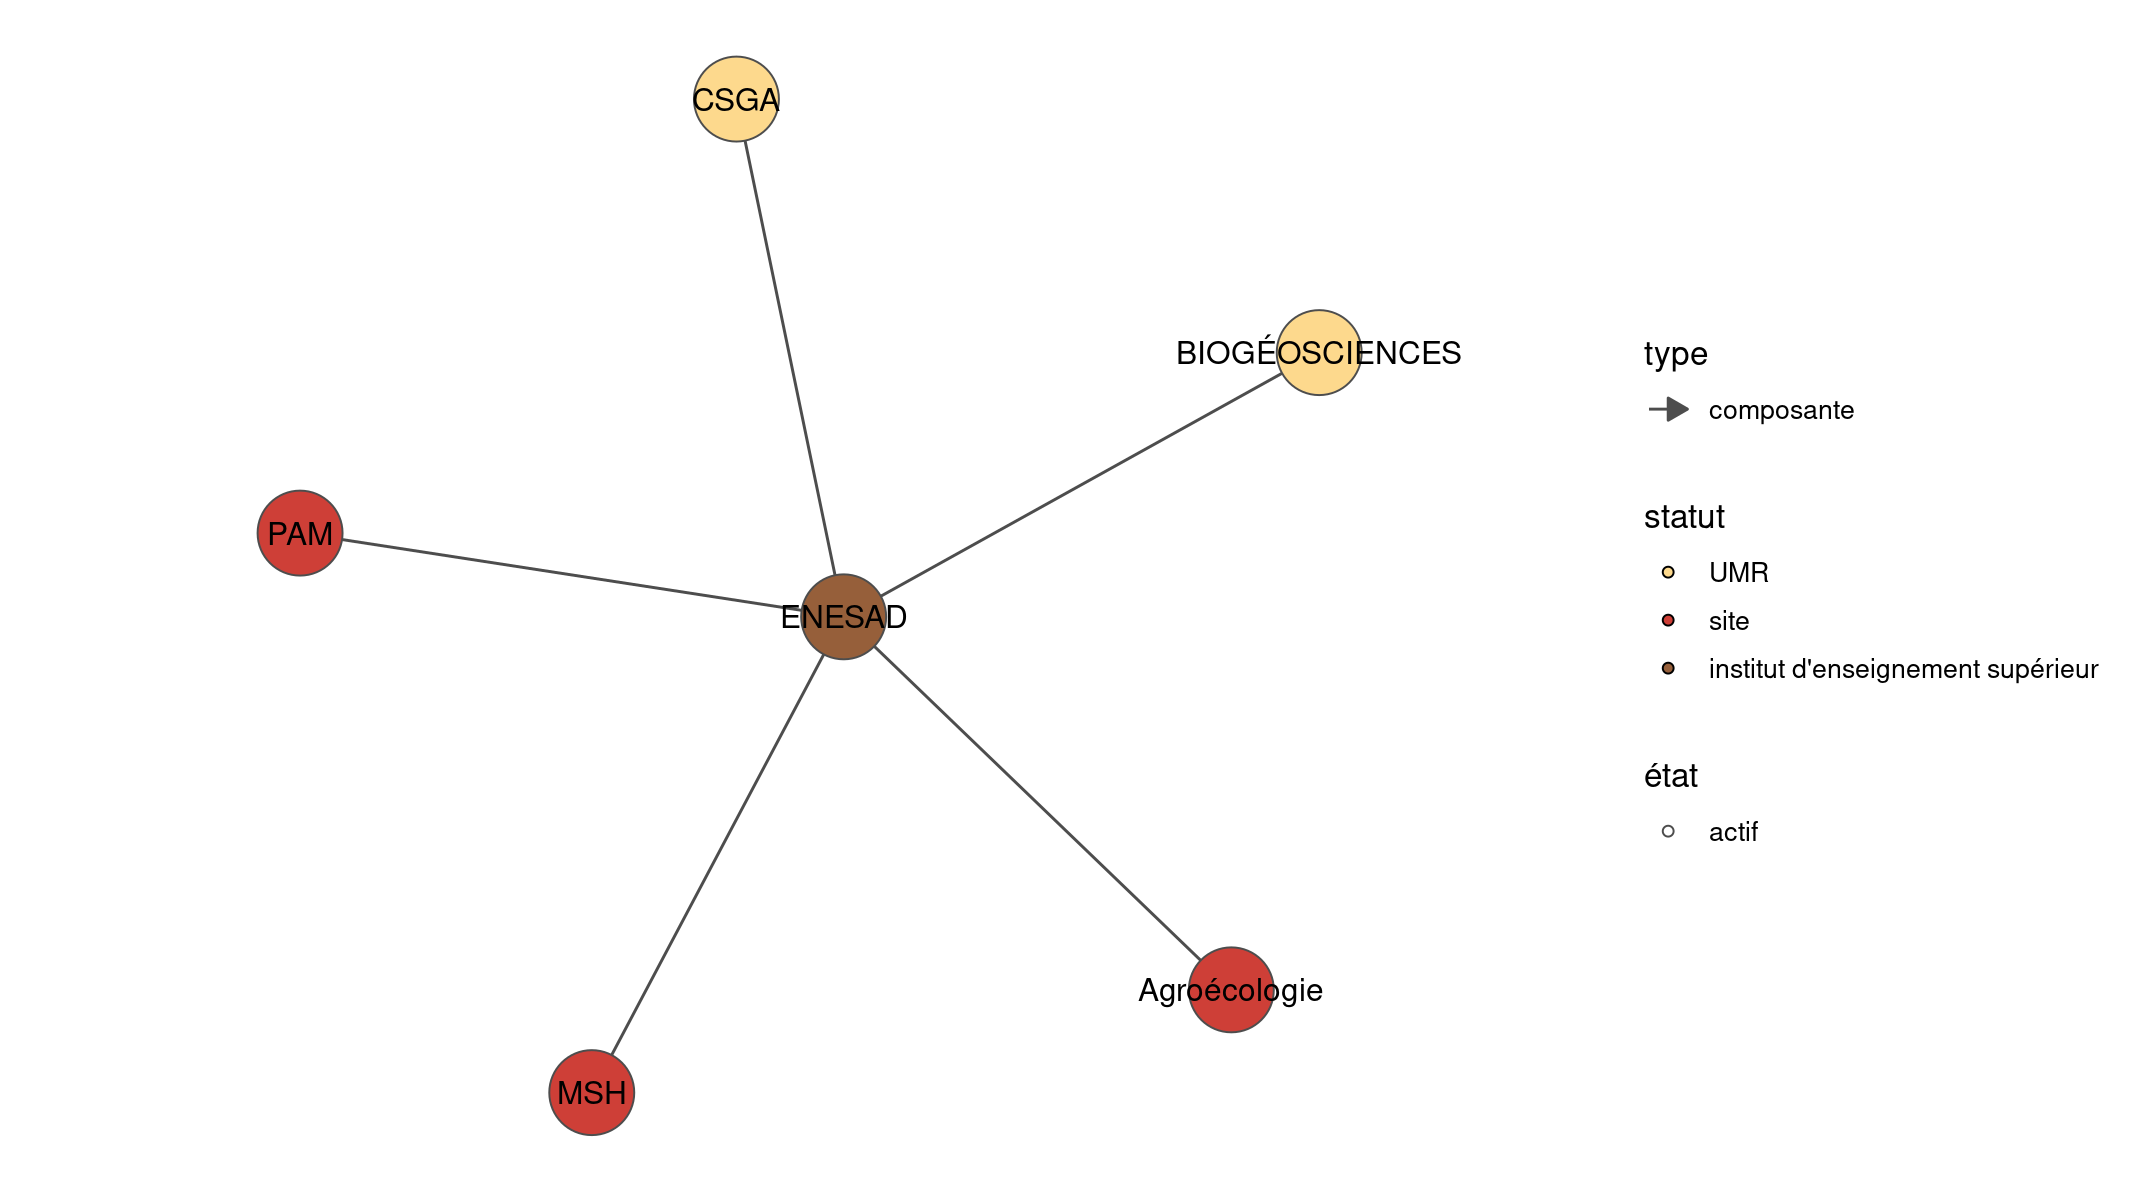 CSGA
BIOGÉOSCIENCES
PAM
ENESAD
Agroécologie
MSH
type
composante
statut
UMR
site
institut d'enseignement supérieur
état
actif